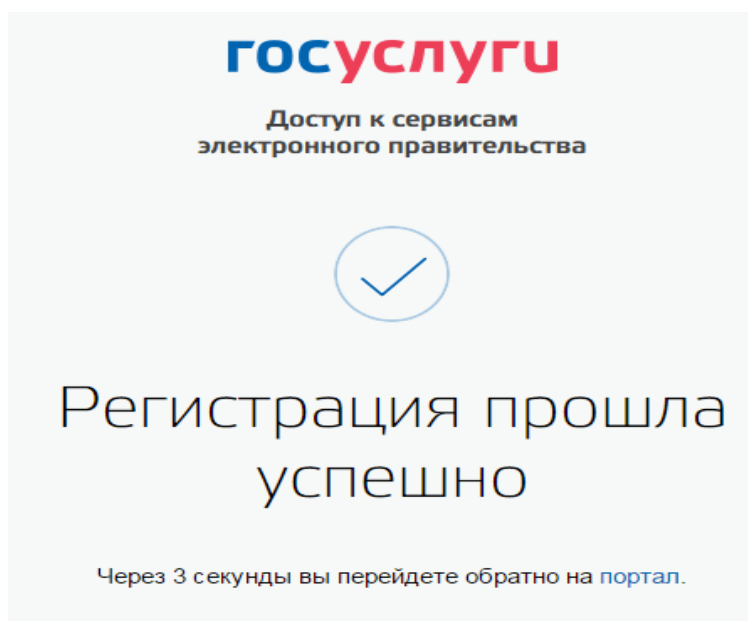 госуслуги
Доступ к сервисам
электронного правительства
Регистрация прошла
успешно
Через 3 секунды вы перейдете обратно на портал.